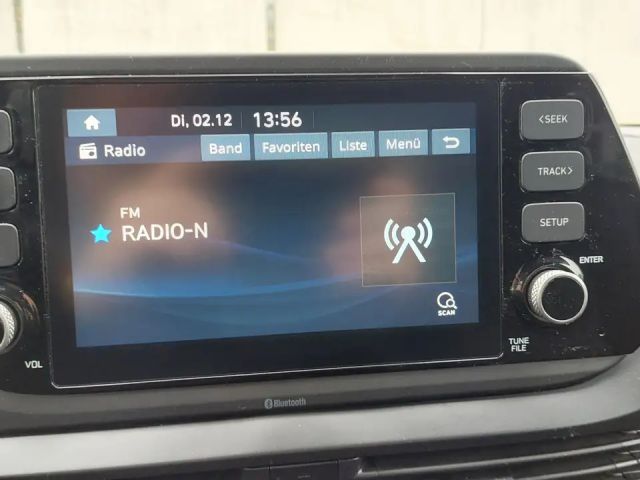 Di, 02.12 13:56
Radio Band Favoriten Liste Menü
FM
RADIO-N
SCAN
<SEEK
TRACK>
SETUP
ENTER
TUNE
FILE
VOL
Bluetooth